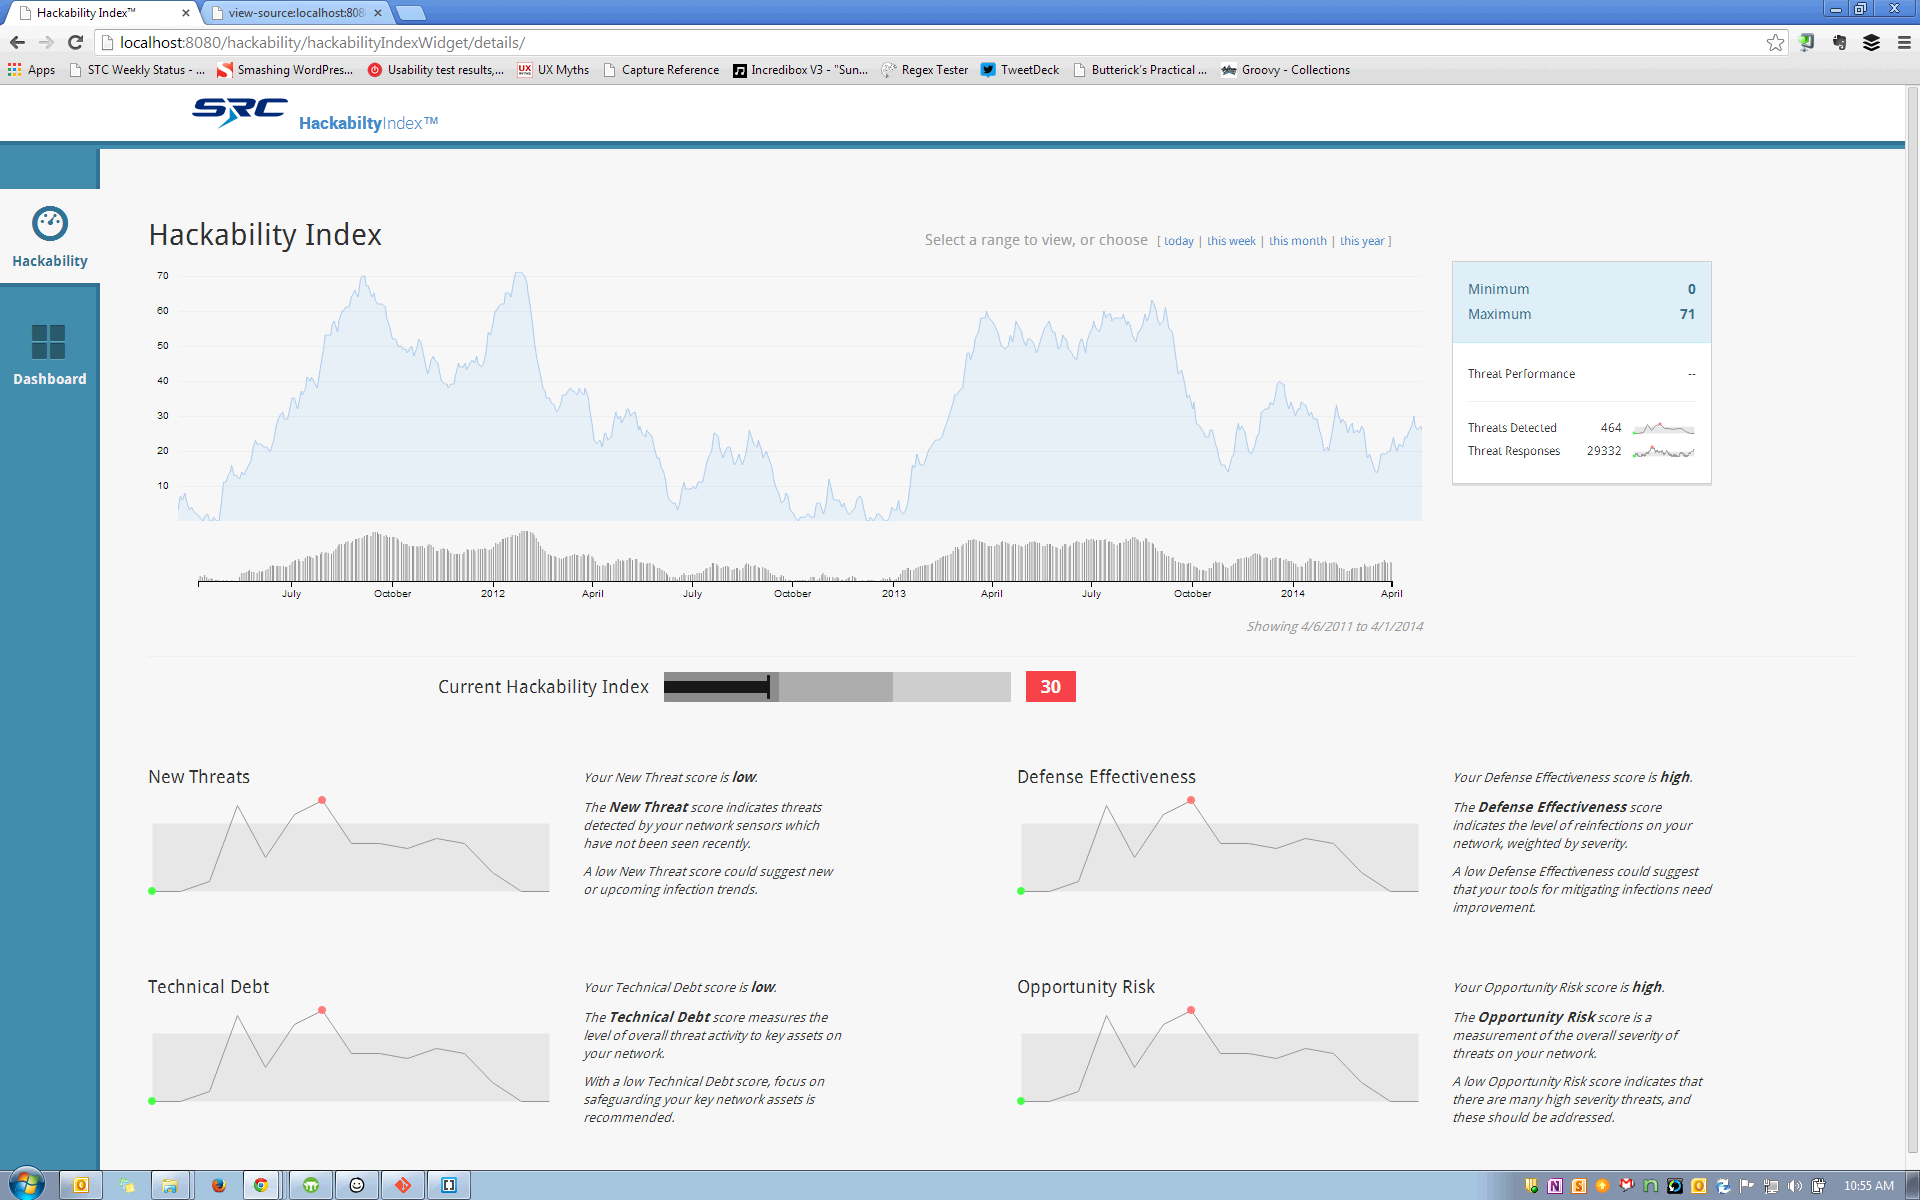 Hackability Index™
view-source:localhost:808
localhost:8080/hackability/hackabilityIndexWidget/details/
Apps
STC Weekly Status - ...
Smashing WordPres...
Usability test results,...
UX Myths
Capture Reference
Incredibox V3 - "Sun...
Regex Tester
TweetDeck
Butterick's Practical ...
Groovy - Collections
SRC
HackabiltyIndex™
Hackability
Dashboard
Hackability Index
Select a range to view, or choose [ today | this week | this month | this year ]
70
60
50
40
30
20
10
July October 2012 April July October 2013 April July October 2014 April
Showing 4/6/2011 to 4/1/2014
Minimum 0
Maximum 71
Threat Performance --
Threats Detected 464
Threat Responses 29332
Current Hackability Index 30
New Threats
Your New Threat score is low.
The New Threat score indicates threats
detected by your network sensors which
have not been seen recently.
A low New Threat score could suggest new
or upcoming infection trends.
Defense Effectiveness
Your Defense Effectiveness score is high.
The Defense Effectiveness score
indicates the level of reinfections on your
network, weighted by severity.
A low Defense Effectiveness could suggest
that your tools for mitigating infections need
improvement.
Technical Debt
Your Technical Debt score is low.
The Technical Debt score measures the
level of overall threat activity to key assets on
your network.
With a low Technical Debt score, focus on
safeguarding your key network assets is
recommended.
Opportunity Risk
Your Opportunity Risk score is high.
The Opportunity Risk score is a
measurement of the overall severity of
threats on your network.
A low Opportunity Risk score indicates that
there are many high severity threats, and
these should be addressed.
10:55 AM